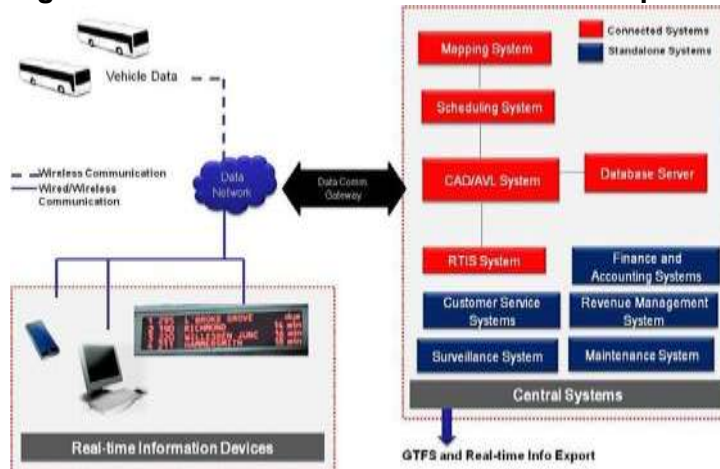 Vehicle Data
Wireless Communication
Wired/Wireless
Communication
Data
Network
Data Comm.
Gateway
Connected Systems
Standalone Systems
Mapping System
Scheduling System
CAD/AVL System
Database Server
RTIS System
Finance and
Accounting Systems
Customer Service
Systems
Revenue Management
System
Surveillance System
Maintenance System
Central Systems
RICHMOND
Real-time Information Devices
GTFS and Real-time Info Export